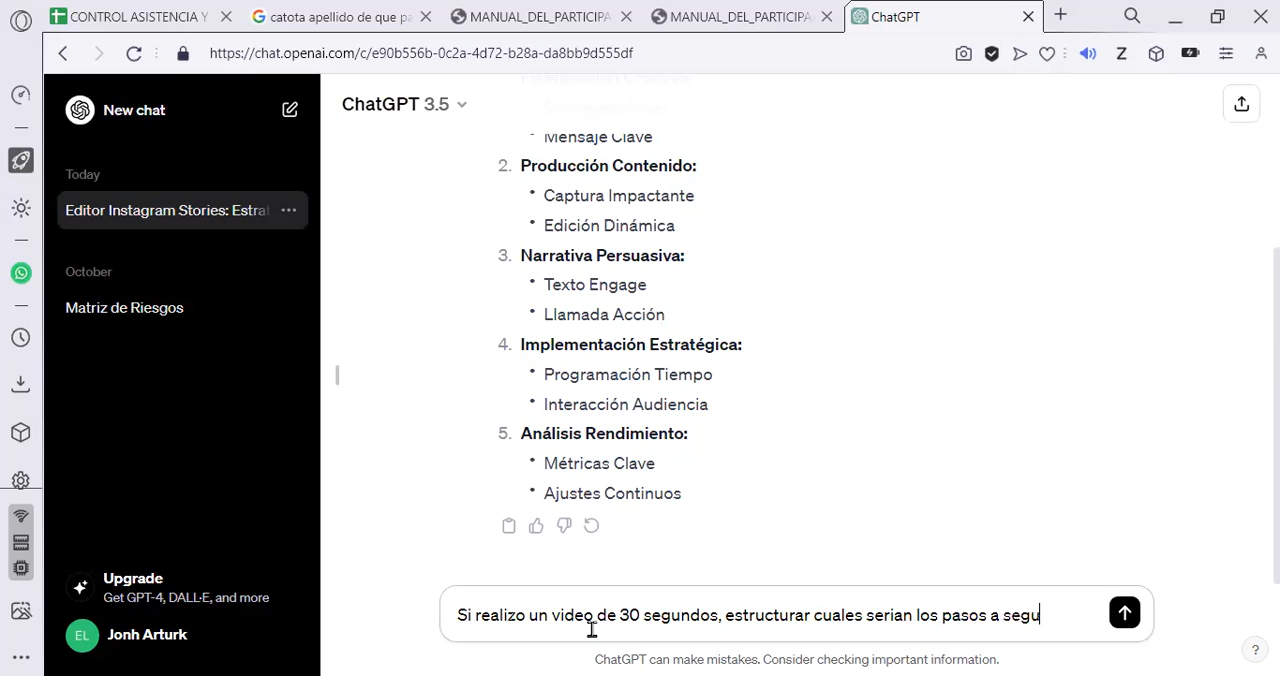 CONTROL ASISTENCIA Y
catota apellido de que pa
MANUAL_DEL_PARTICIPA
MANUAL_DEL_PARTICIPA
ChatGPT
https://chat.openai.com/c/e90b556b-0c2a-4d72-b28a-da8bb9d555df
Z
New chat
Today
Editor Instagram Stories: Estrat
October
Matriz de Riesgos
Upgrade
Get GPT-4, DALL·E, and more
EL Jonh Arturk
ChatGPT 3.5
Mensaje Clave
2. Producción Contenido:
Captura Impactante
Edición Dinámica
3. Narrativa Persuasiva:
Texto Engage
Llamada Acción
4. Implementación Estratégica:
Programación Tiempo
Interacción Audiencia
5. Análisis Rendimiento:
Métricas Clave
Ajustes Continuos
Si realizo un video de 30 segundos, estructurar cuales serian los pasos a segu
ChatGPT can make mistakes. Consider checking important information.
?